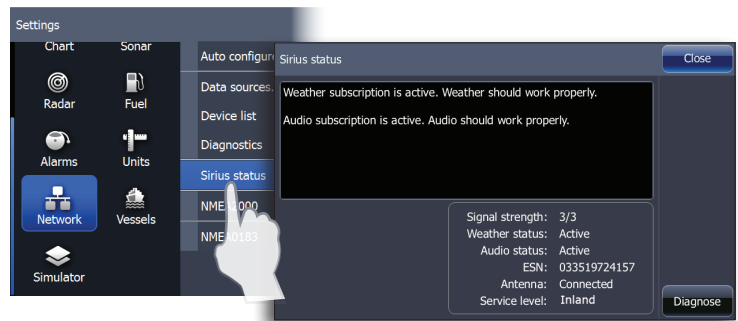 Settings
Chart
Sonar
Radar
Fuel
Alarms
Units
Network
Vessels
Simulator
Auto configure
Data sources.
Device list
Diagnostics
Sirius status
NMEA2000
NMEA0183
Sirius status
Close
Weather subscription is active. Weather should work properly.
Audio subscription is active. Audio should work properly.
Signal strength: 3/3
Weather status: Active
Audio status: Active
ESN: 033519724157
Antenna: Connected
Service level: Inland
Diagnose